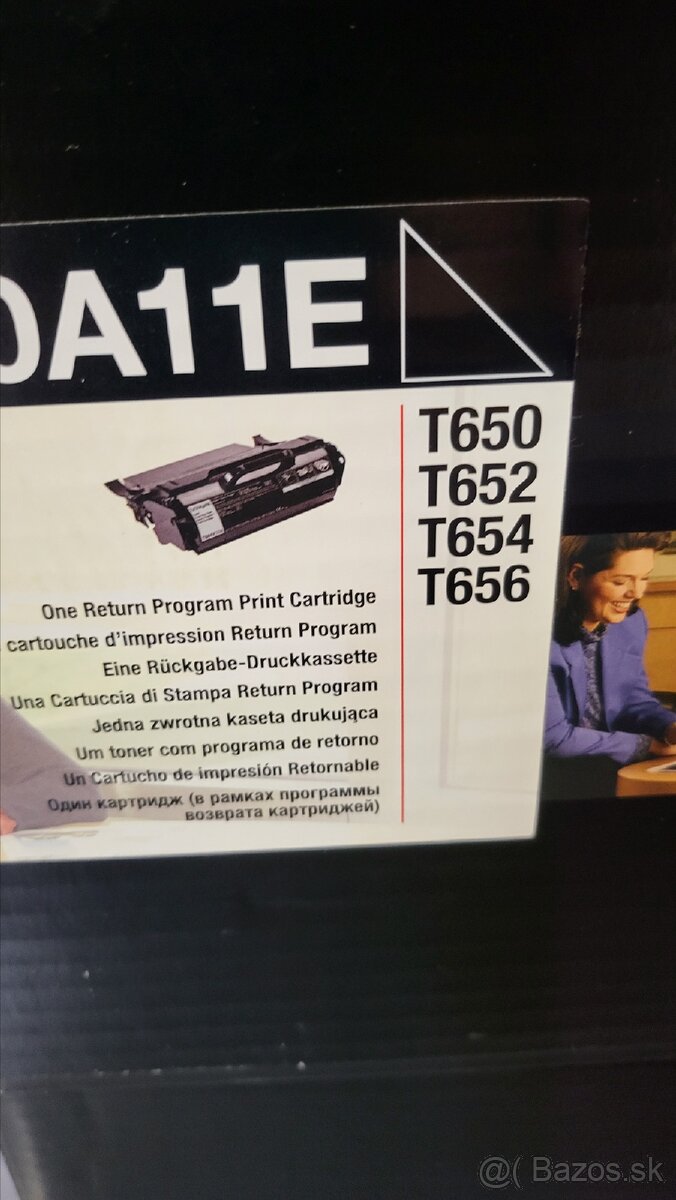 0A11E
T650
T652
T654
T656
One Return Program Print Cartridge
cartouche d'impression Return Program
Eine Rückgabe-Druckkassette
Una Cartuccia di Stampa Return Program
Jedna zwrotna kaseta drukująca
Um toner com programa de retorno
Un Cartucho de impresión Retornable
Один картридж (в рамках программы
возврата картриджей)
@( Bazos.sk